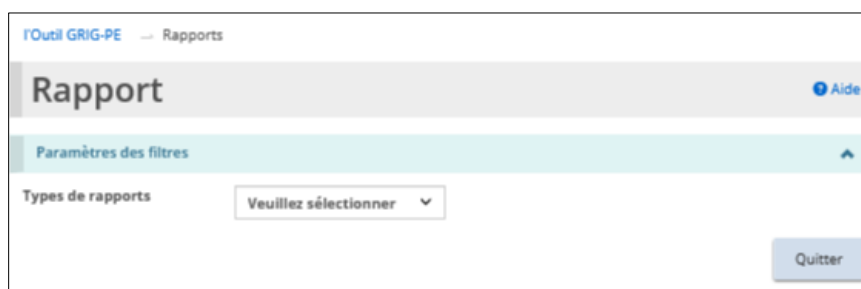 l'Outil GRIG-PE → Rapports
Rapport
Aide
Paramètres des filtres
Types de rapports Veuillez sélectionner
Quitter